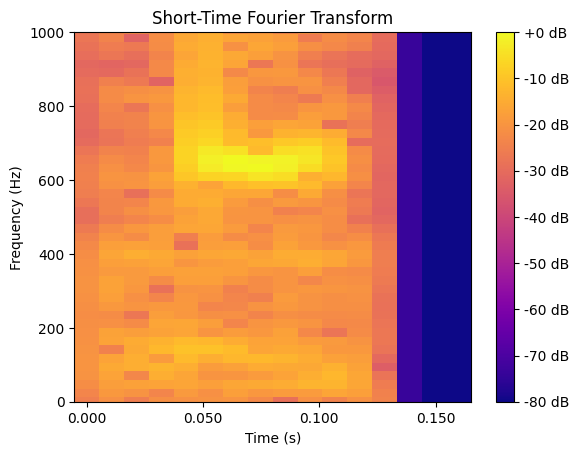 Short-Time Fourier Transform
1000
800
600
400
200
0
Frequency (Hz)
0.000
0.050
0.100
0.150
Time (s)
+0 dB
-10 dB
-20 dB
-30 dB
-40 dB
-50 dB
-60 dB
-70 dB
-80 dB